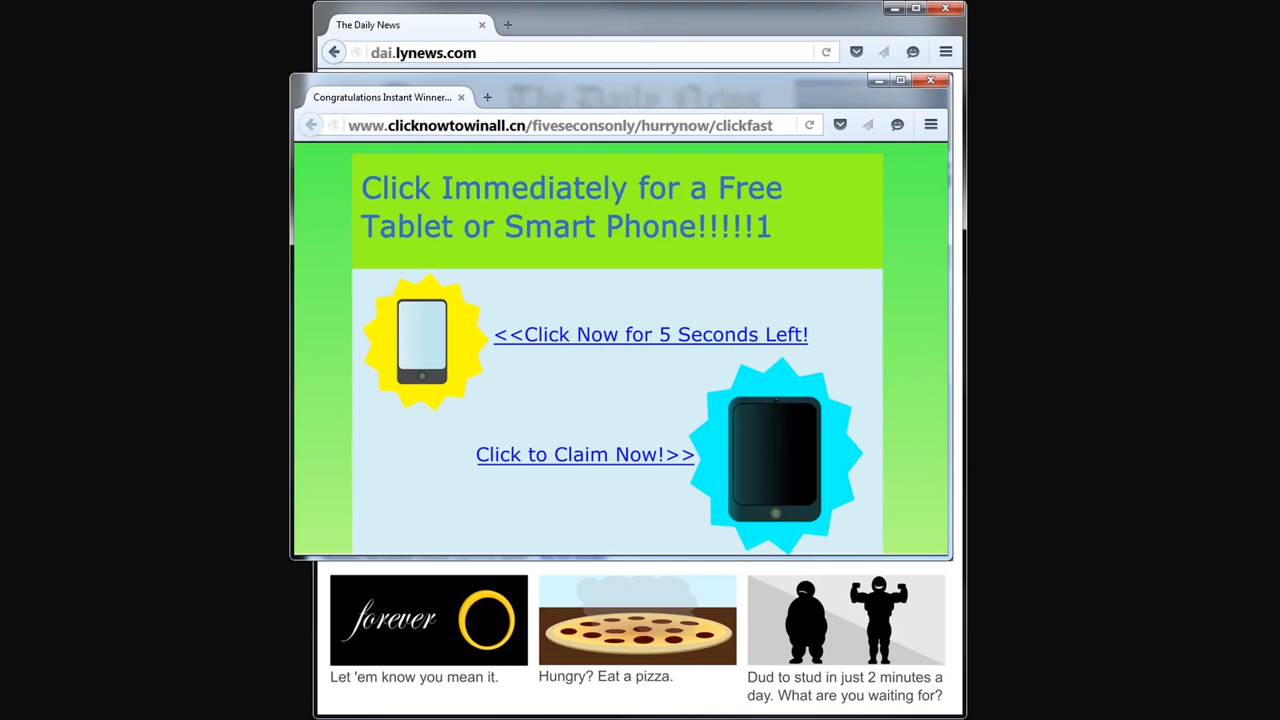 The Daily News
dai.lynews.com
Congratulations Instant Winner...
www.clicknowtowinall.cn/fiveseconsonly/hurrynow/clickfast
The Daily News
Click Immediately for a Free
Tablet or Smart Phone!!!!!1
<<Click Now for 5 Seconds Left!
Click to Claim Now!>>
forever
Let 'em know you mean it.
Hungry? Eat a pizza.
Dud to stud in just 2 minutes a
day. What are you waiting for?